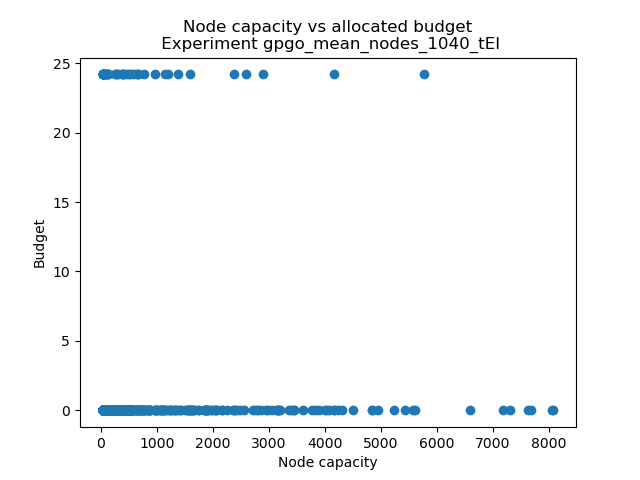 Node capacity vs allocated budget
Experiment gpgo_mean_nodes_1040_tEI
25
20
15
10
5
0
Budget
0 1000 2000 3000 4000 5000 6000 7000 8000
Node capacity